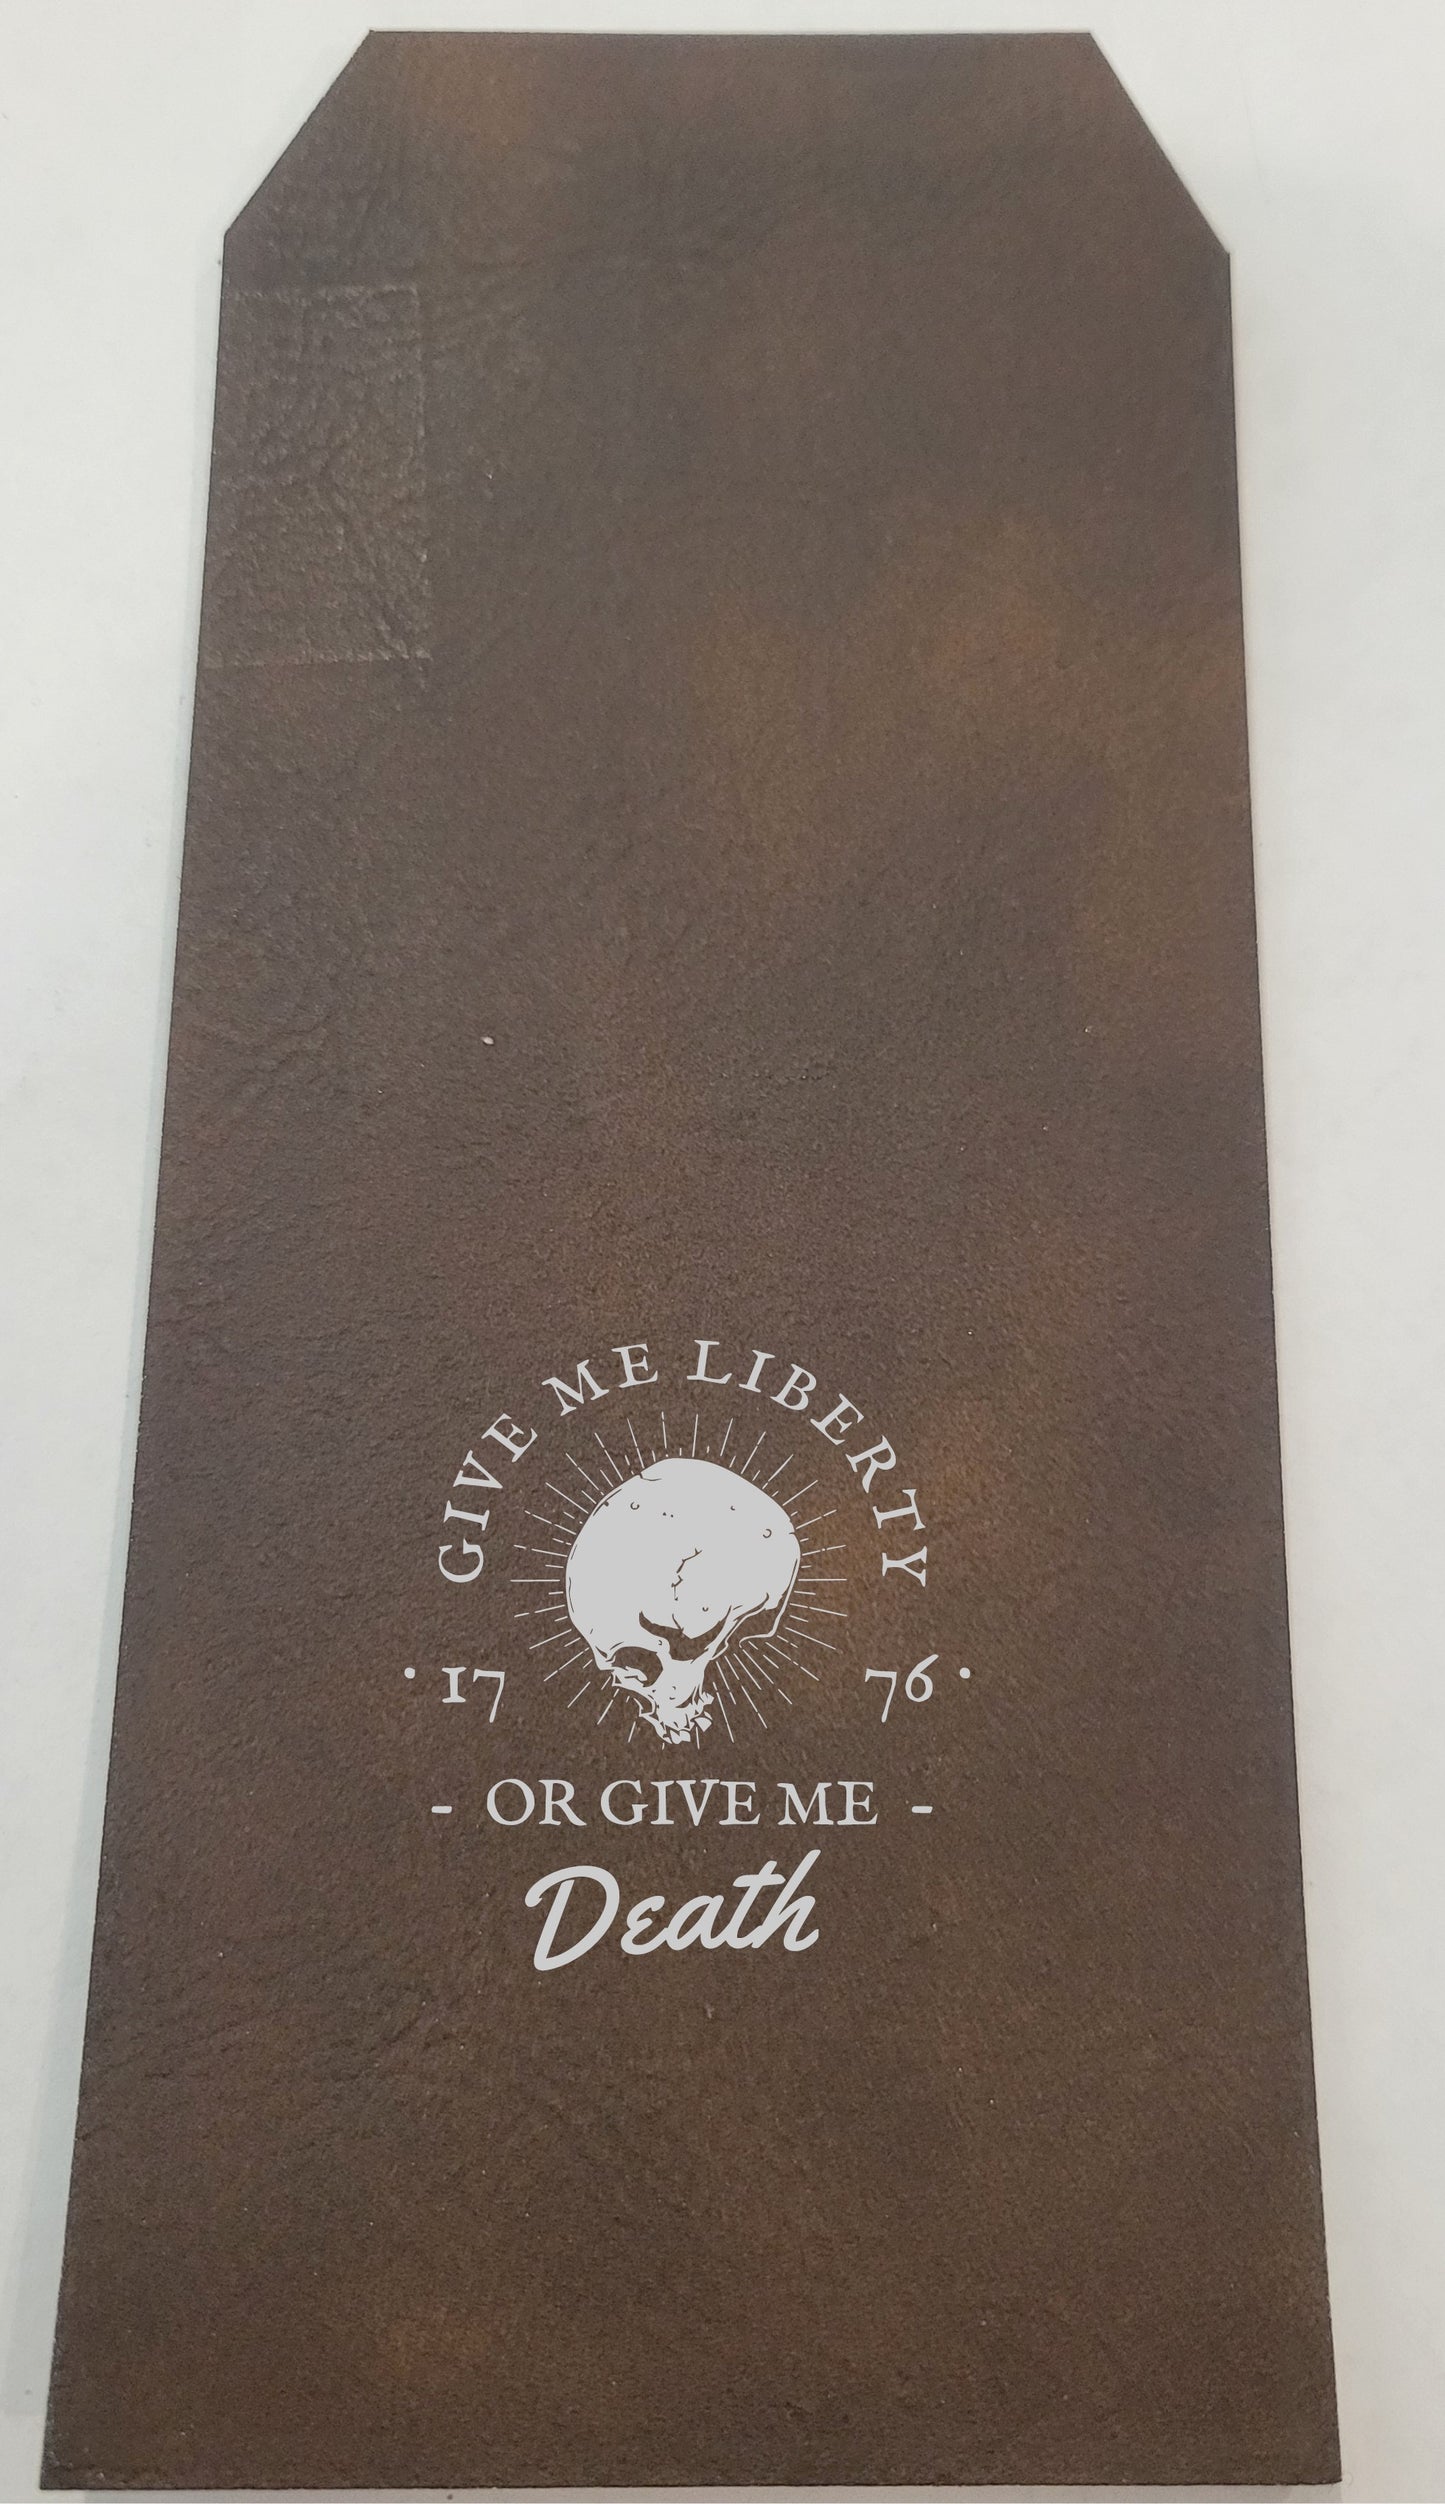 GIVE ME LIBERTY
• 17 76 •
- OR GIVE ME -
Death